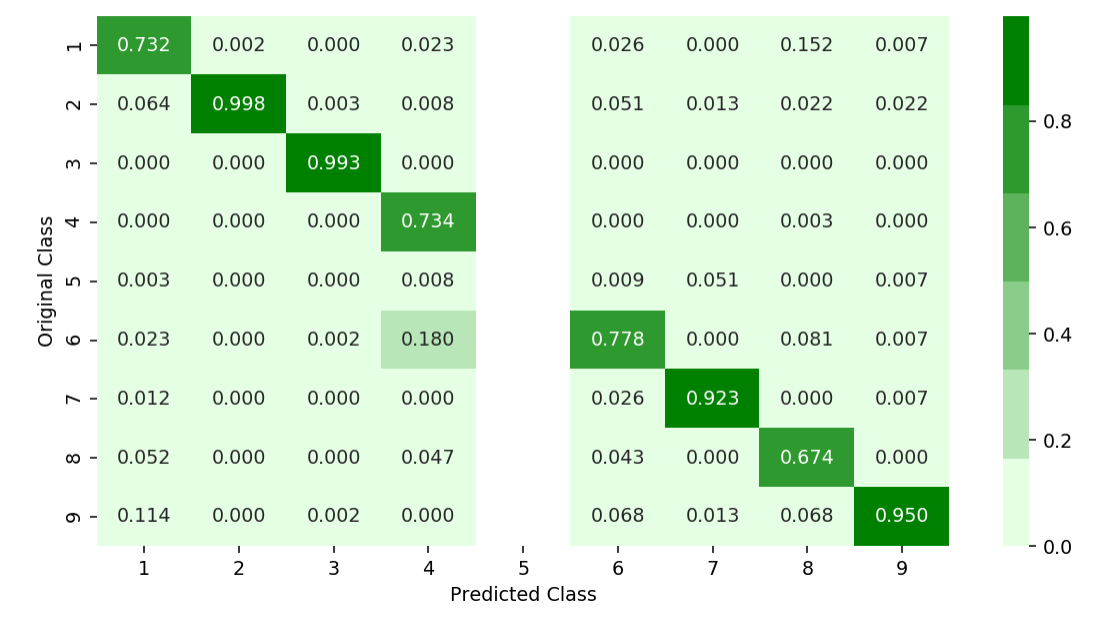 1 0.732 0.002 0.000 0.023 0.026 0.000 0.152 0.007
2 0.064 0.998 0.003 0.008 0.051 0.013 0.022 0.022
0.8
3 0.000 0.000 0.993 0.000 0.000 0.000 0.000 0.000
4 0.000 0.000 0.000 0.734 0.000 0.000 0.003 0.000
0.6
Original Class
5 0.003 0.000 0.000 0.008 0.009 0.051 0.000 0.007
6 0.023 0.000 0.002 0.180 0.778 0.000 0.081 0.007
0.4
7 0.012 0.000 0.000 0.000 0.026 0.923 0.000 0.007
0.2
8 0.052 0.000 0.000 0.047 0.043 0.000 0.674 0.000
9 0.114 0.000 0.002 0.000 0.068 0.013 0.068 0.950
0.0
1 2 3 4 5 6 7 8 9
Predicted Class